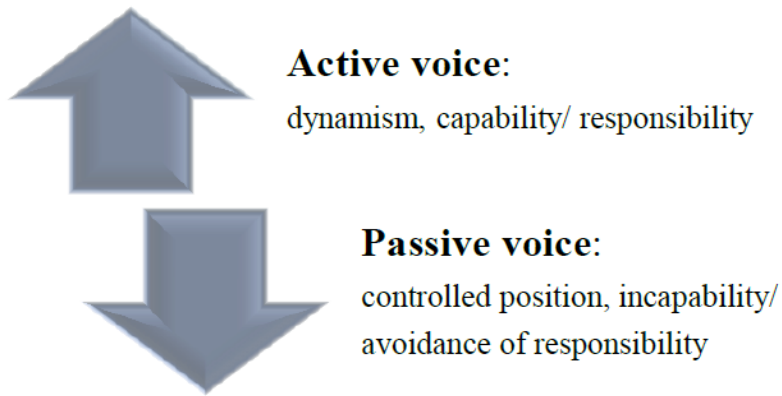 Active voice:
dynamism, capability/ responsibility
Passive voice:
controlled position, incapability/
avoidance of responsibility